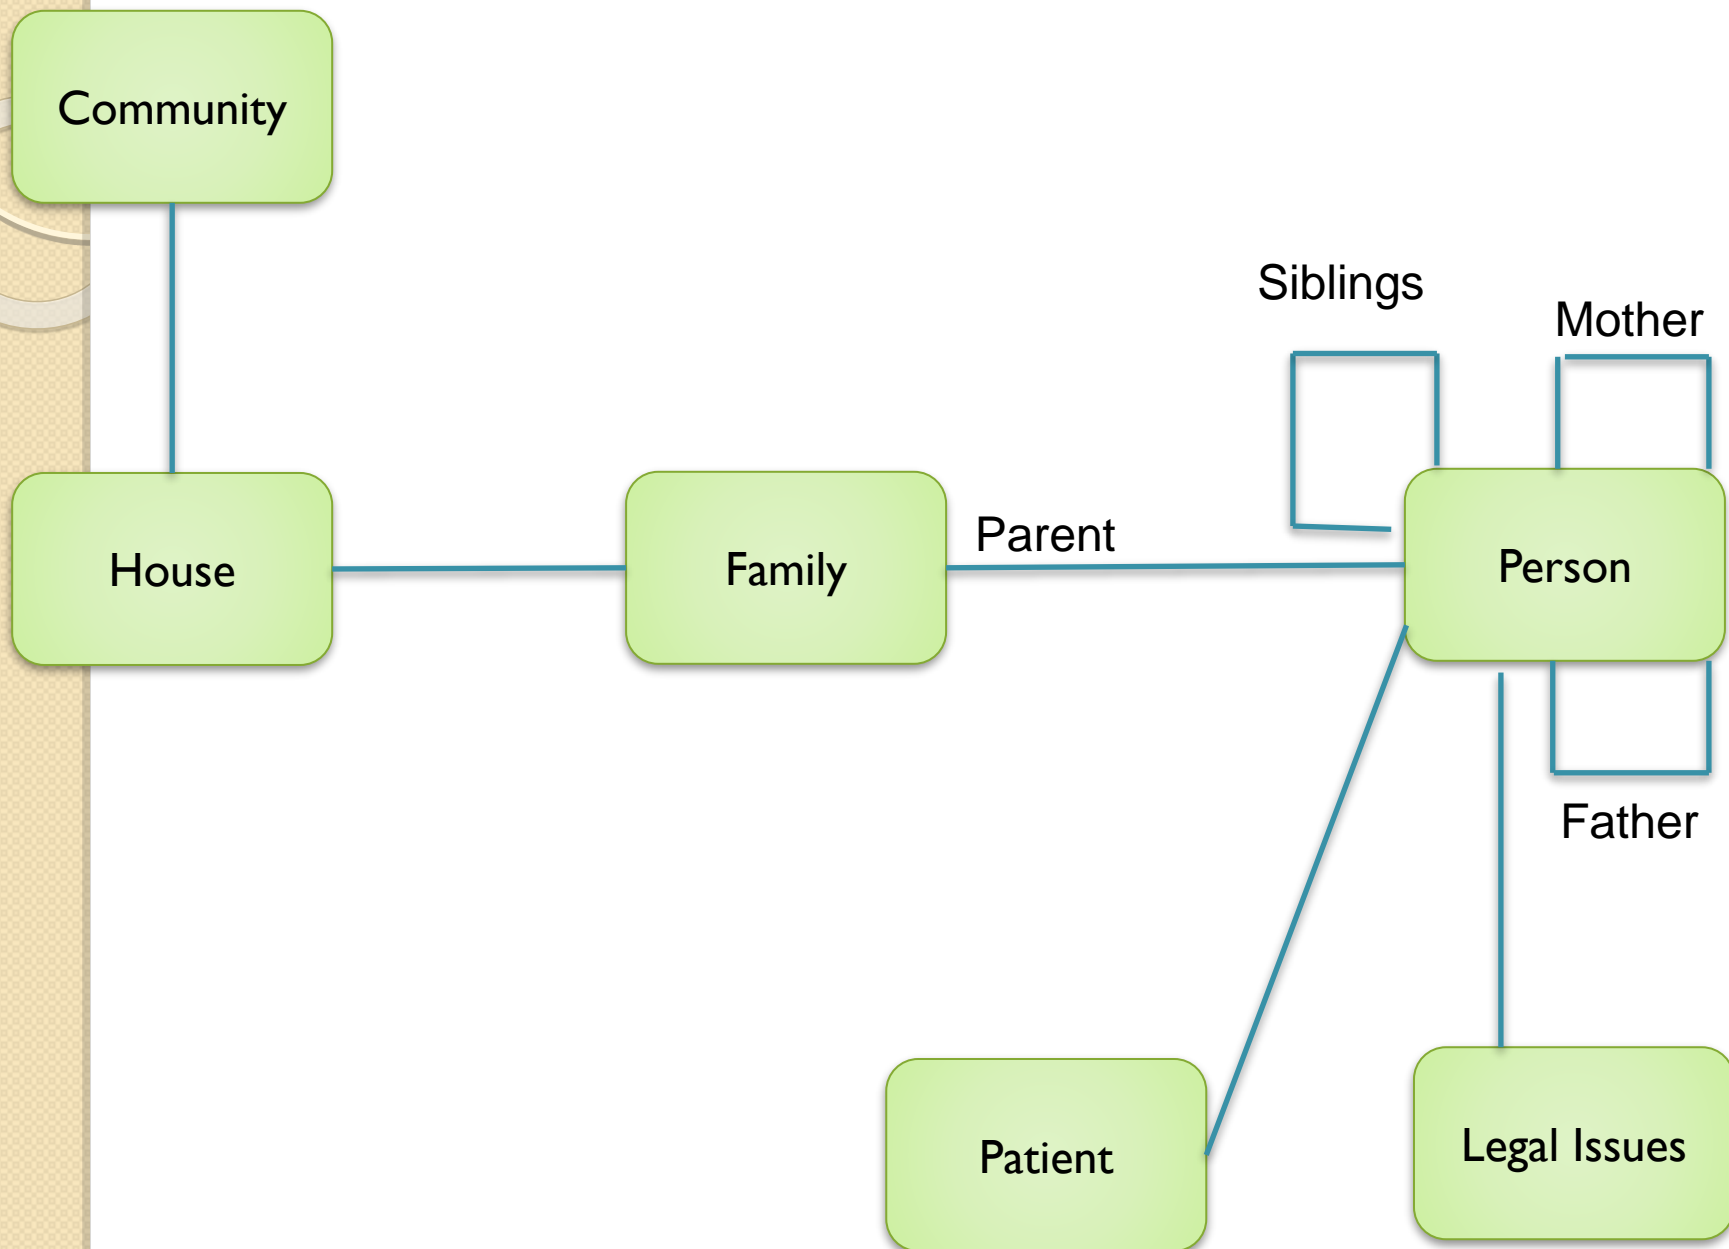 Community
Siblings
Mother
House
Family
Parent
Person
Father
Patient
Legal Issues